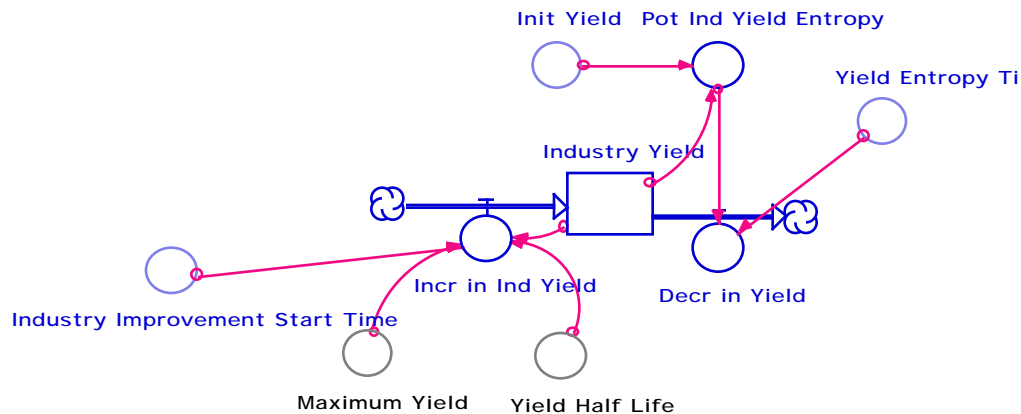 Init Yield
Pot Ind Yield Entropy
Yield Entropy Ti
Industry Yield
Incr in Ind Yield
Decr in Yield
Industry Improvement Start Time
Maximum Yield
Yield Half Life